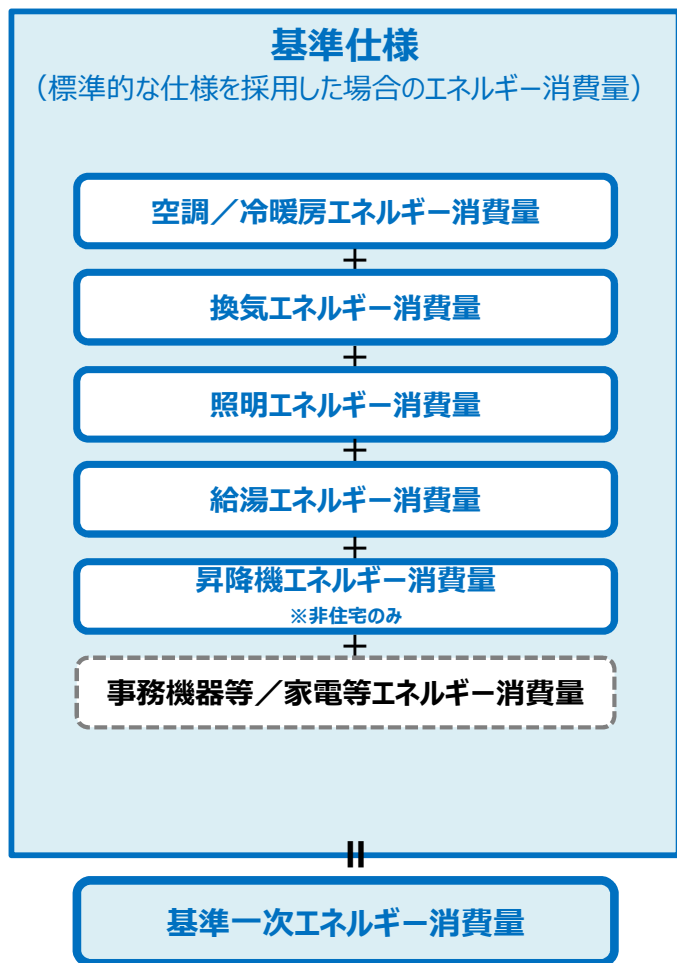 基準仕様
（標準的な仕様を採用した場合のエネルギー消費量）
空調／冷暖房エネルギー消費量
＋
換気エネルギー消費量
＋
照明エネルギー消費量
＋
給湯エネルギー消費量
＋
昇降機エネルギー消費量
※非住宅のみ
＋
事務機器等／家電等エネルギー消費量
＝
基準一次エネルギー消費量